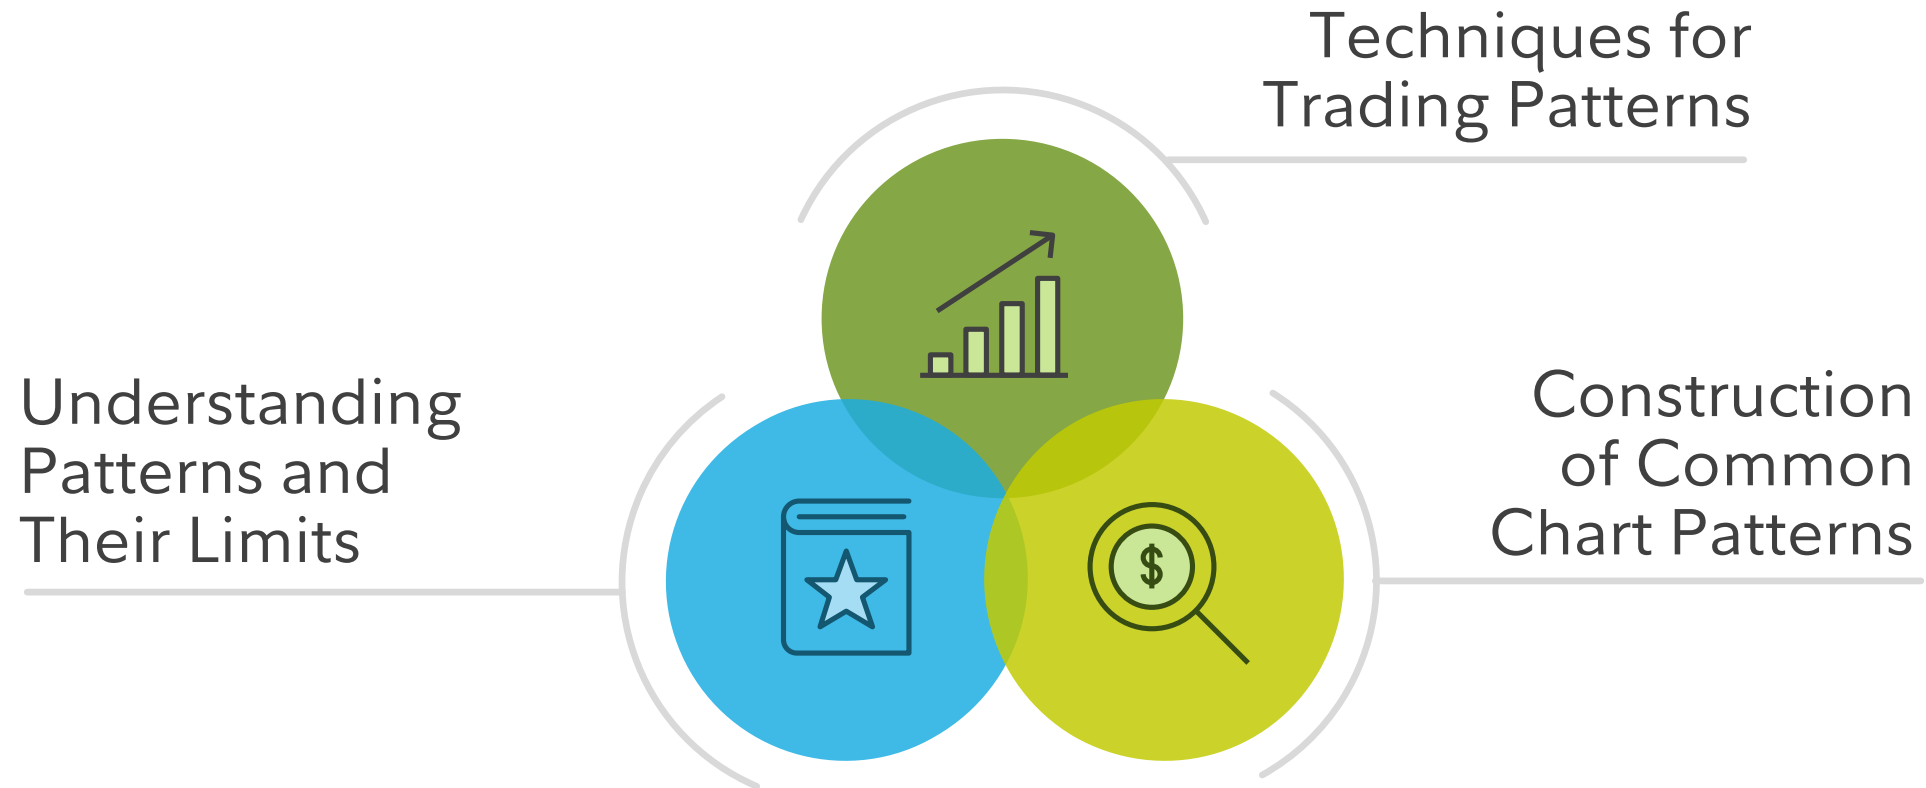 Techniques for
Trading Patterns
Understanding
Patterns and
Their Limits
Construction
of Common
Chart Patterns
$